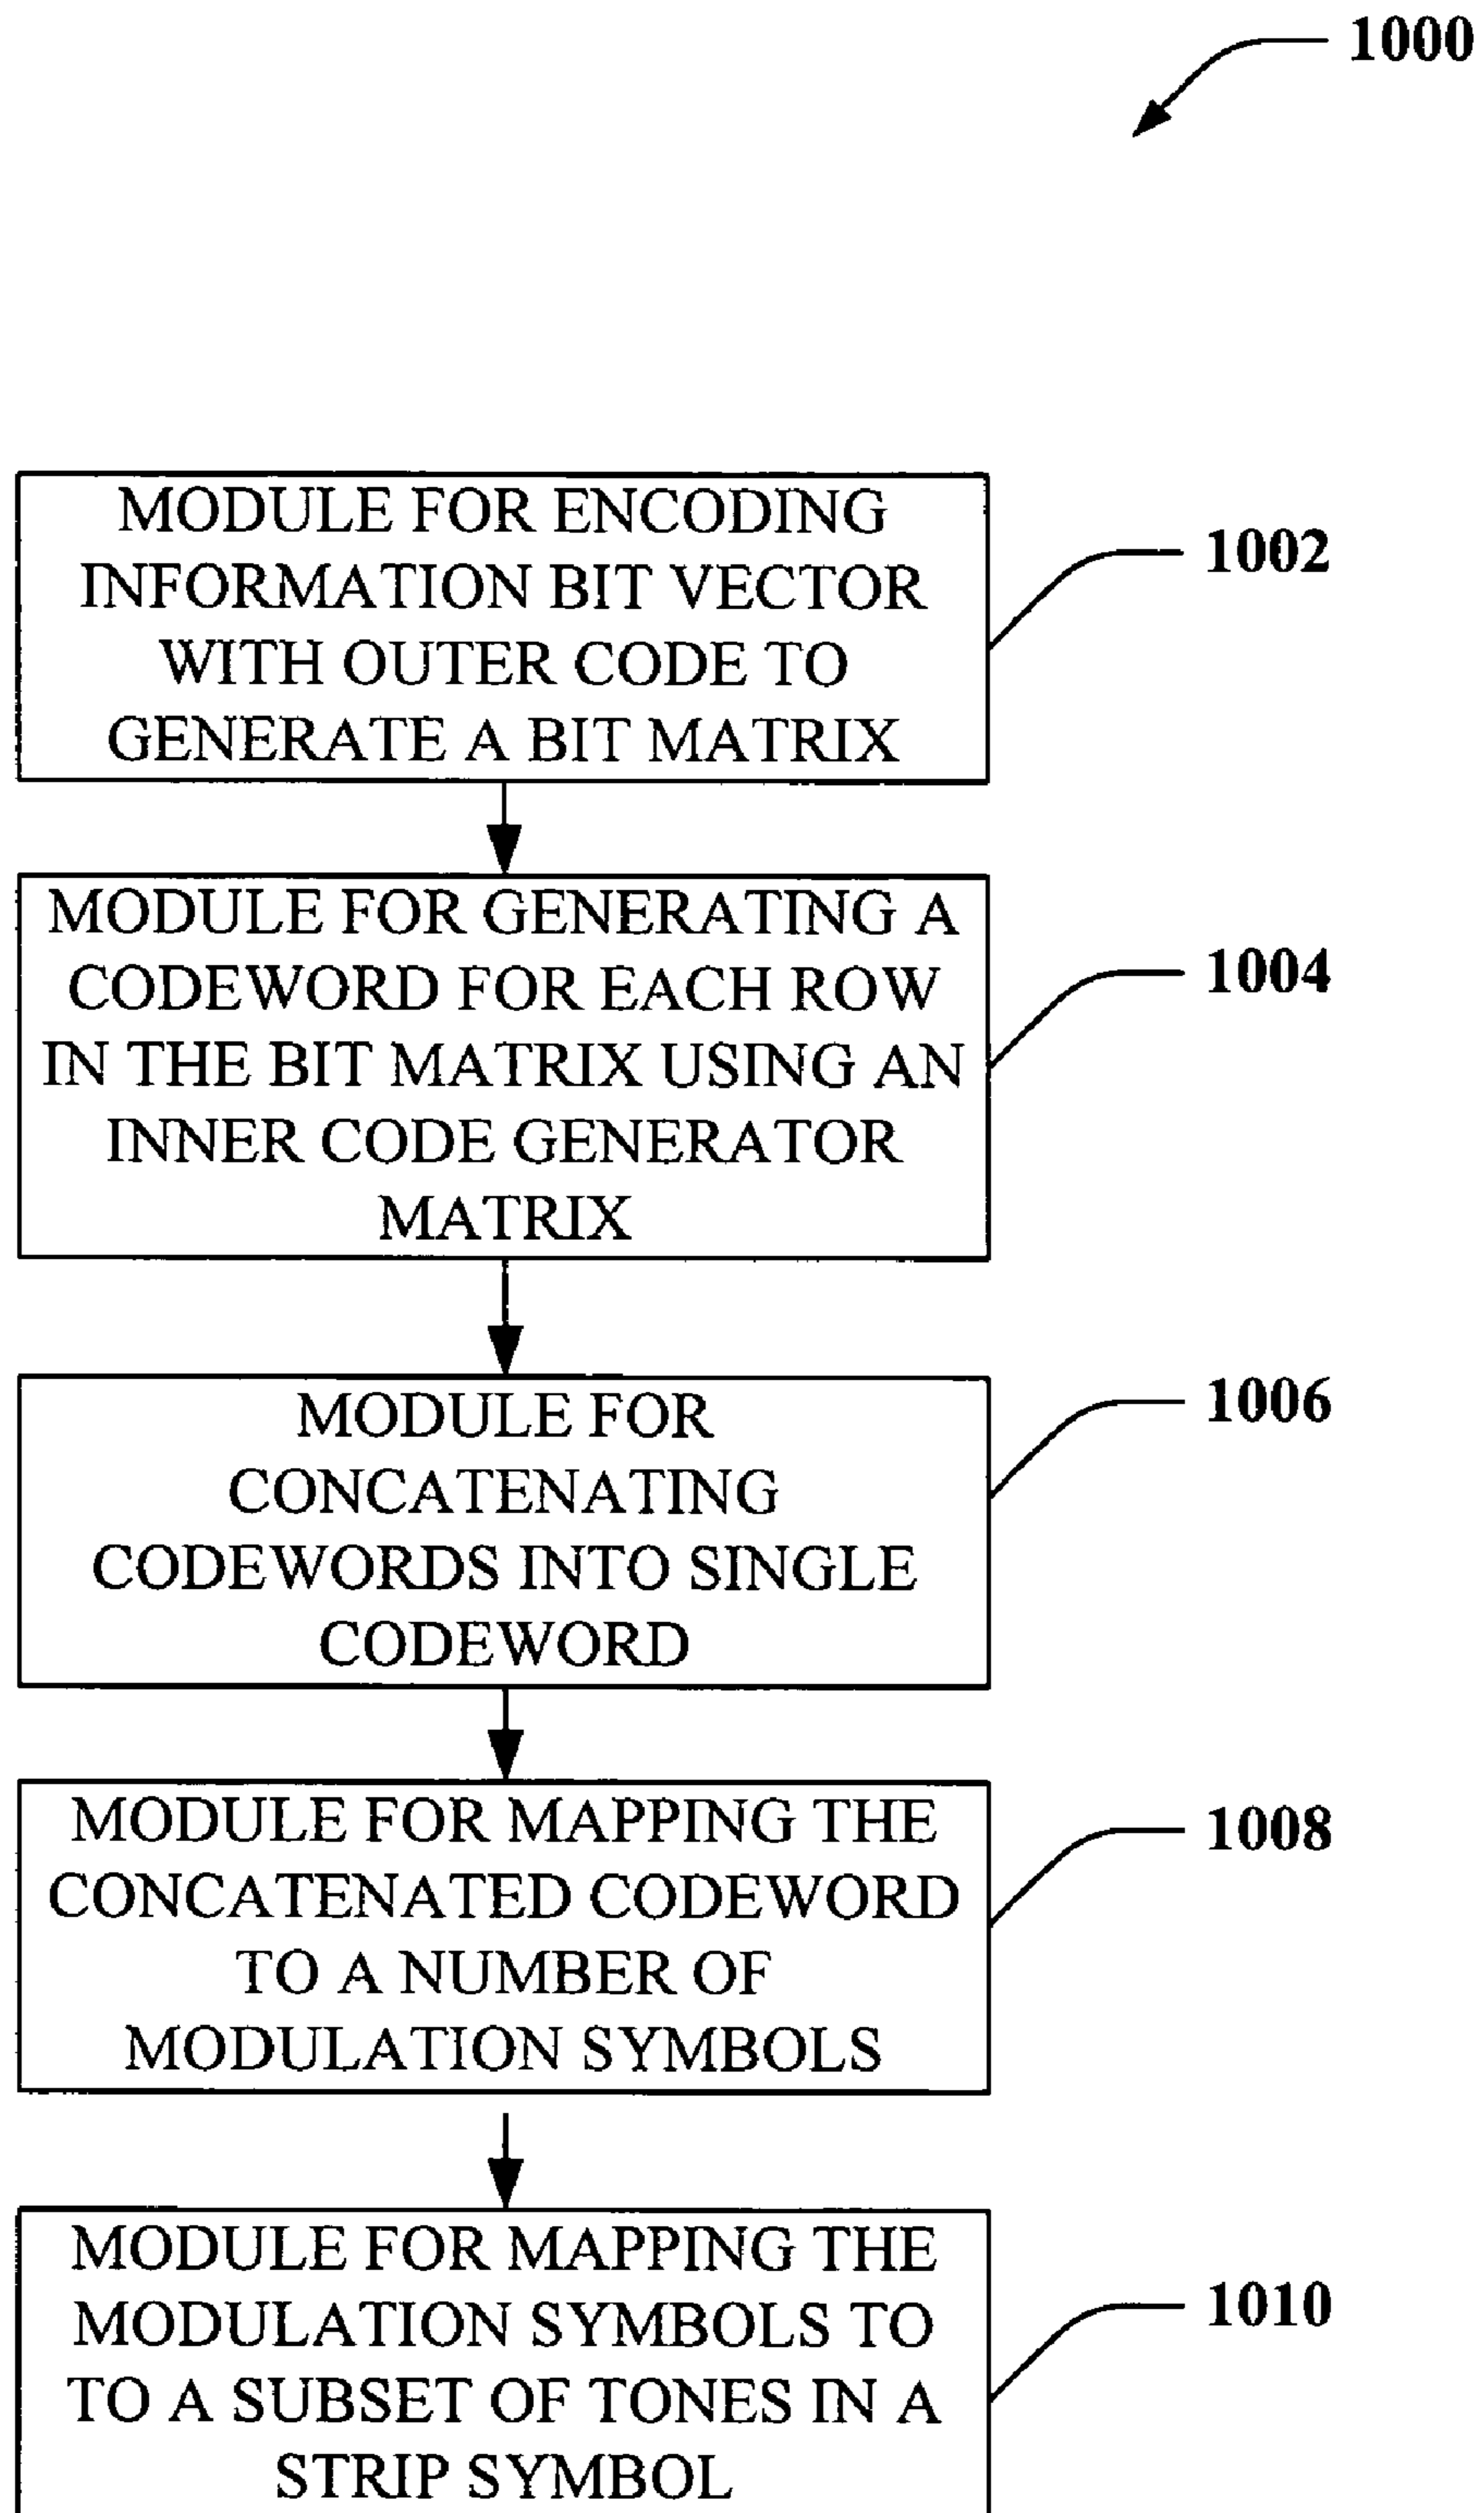 1000
MODULE FOR ENCODING
INFORMATION BIT VECTOR
WITH OUTER CODE TO
GENERATE A BIT MATRIX
1002
MODULE FOR GENERATING A
CODEWORD FOR EACH ROW
IN THE BIT MATRIX USING AN
INNER CODE GENERATOR
MATRIX
1004
MODULE FOR
CONCATENATING
CODEWORDS INTO SINGLE
CODEWORD
1006
MODULE FOR MAPPING THE
CONCATENATED CODEWORD
TO A NUMBER OF
MODULATION SYMBOLS
1008
MODULE FOR MAPPING THE
MODULATION SYMBOLS TO
TO A SUBSET OF TONES IN A
STRIP SYMBOL
1010